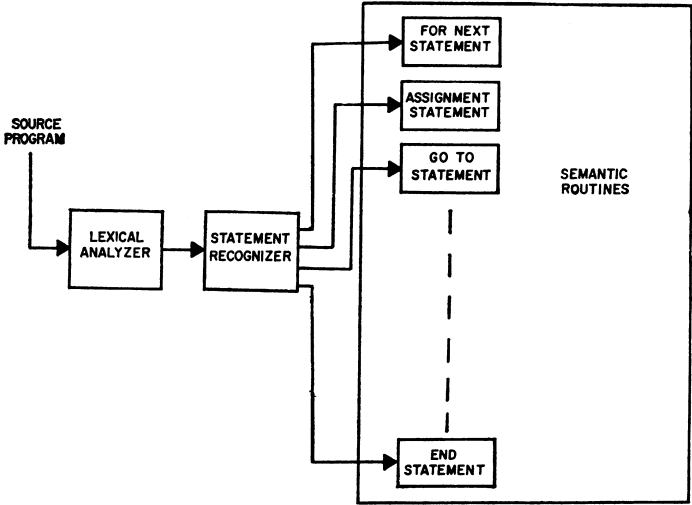 SOURCE
PROGRAM
LEXICAL
ANALYZER
STATEMENT
RECOGNIZER
FOR NEXT
STATEMENT
ASSIGNMENT
STATEMENT
GO TO
STATEMENT
END
STATEMENT
SEMANTIC
ROUTINES